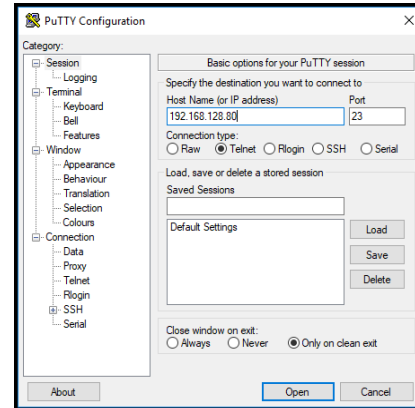 PuTTY Configuration
Category:
Session
Logging
Terminal
Keyboard
Bell
Features
Window
Appearance
Behaviour
Translation
Selection
Colours
Connection
Data
Proxy
Telnet
Rlogin
SSH
Serial
Basic options for your PuTTY session
Specify the destination you want to connect to
Host Name (or IP address) Port
192.168.128.80 23
Connection type:
Raw Telnet Rlogin SSH Serial
Load, save or delete a stored session
Saved Sessions
Default Settings
Load
Save
Delete
Close window on exit:
Always Never Only on clean exit
About Open Cancel